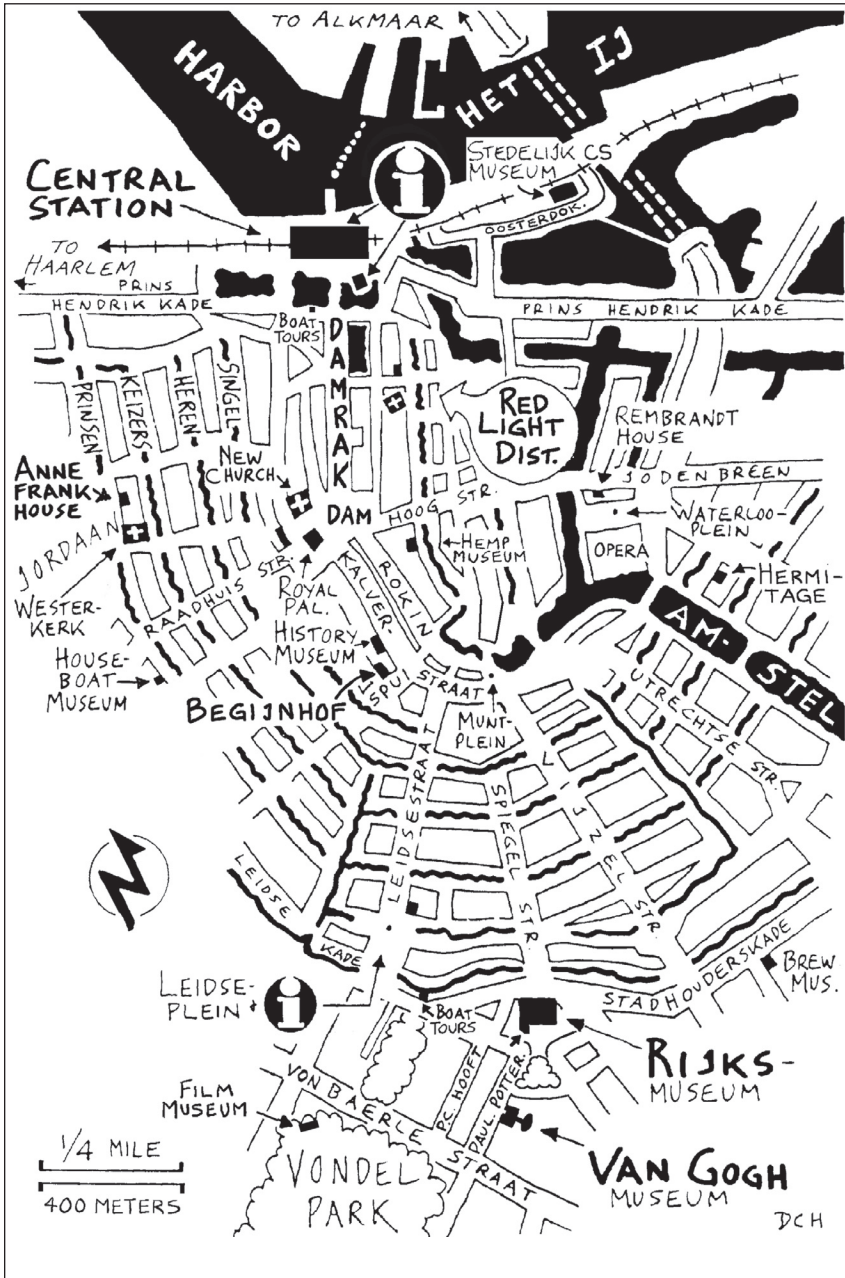 TO ALKMAAR
HARBOR
HET IJ
STEDELIJK CS
MUSEUM
i
CENTRAL
STATION
OOSTERDOK.
TO
HAARLEM
PRINS
HENDRIK KADE
PRINS HENDRIK KADE
BOAT
TOURS
DAMRAK
PRINSEN
KEIZERS
HEREN
SINGEL
RED
LIGHT
DIST.
REMBRANDT
HOUSE
ANNE
FRANK
HOUSE
NEW
CHURCH
JODENBREEN
DAM
HOOG STR.
WATERLOO-
PLEIN
JORDAAN
HEMP
MUSEUM
OPERA
HERMI-
TAGE
WESTER-
KERK
RAADHUIS STR.
ROYAL
PAL.
KALVER-
ROKIN
HISTORY
MUSEUM
AM-
STEL
HOUSE-
BOAT
MUSEUM
BEGIJNHOF
SPUI
STRAAT
MUNT-
PLEIN
UTRECHTSE STR.
LEIDSESTRAAT
SPIEGEL STR.
VIJZEL STR.
LEIDSE
KADE
STADHOUDERSKADE
BREW
MUS.
LEIDSE-
PLEIN
i
BOAT
TOURS
RIJKS-
MUSEUM
P.C. HOOFT
PAUL POTTER
FILM
MUSEUM
VON BAERLE STRAAT
1/4 MILE
400 METERS
VONDEL
PARK
VAN GOGH
MUSEUM
DCH